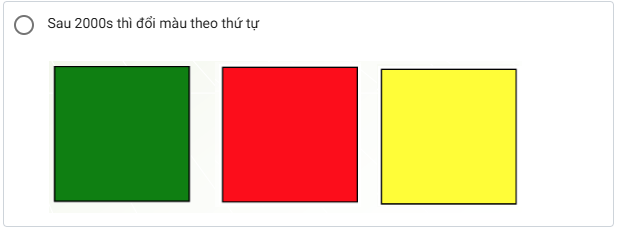 Sau 2000s thì đổi màu theo thứ tự